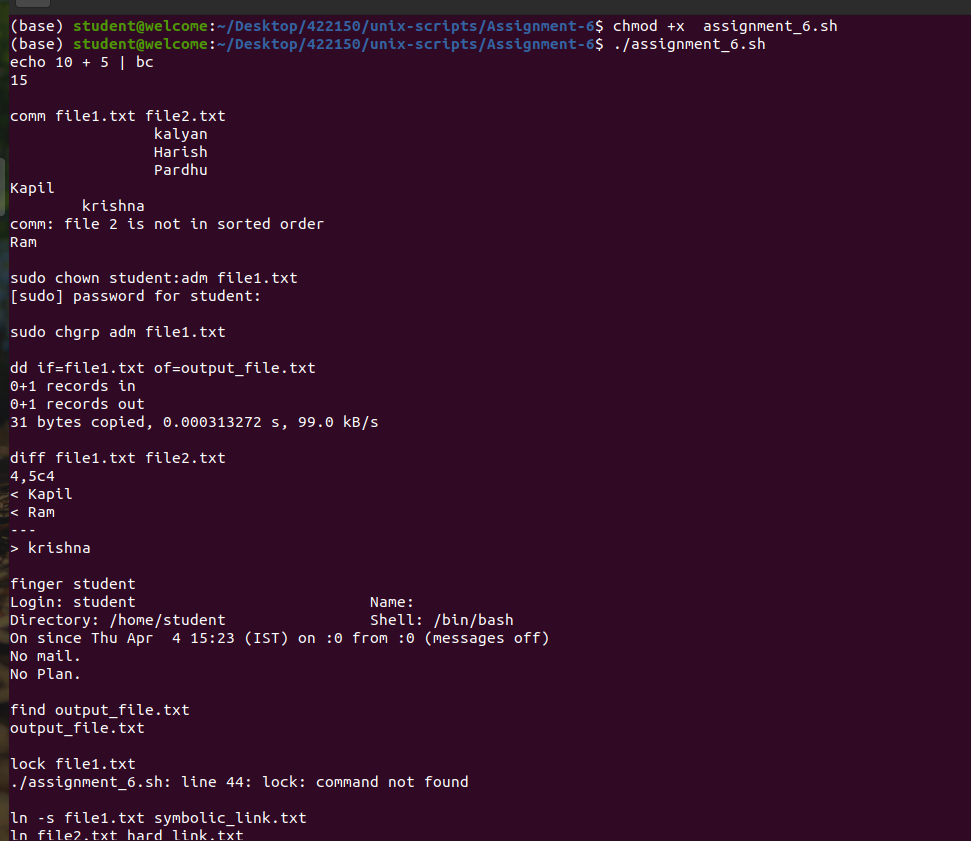 (base) student@welcome:~/Desktop/422150/unix-scripts/Assignment-6$ chmod +x  assignment_6.sh
(base) student@welcome:~/Desktop/422150/unix-scripts/Assignment-6$ ./assignment_6.sh
echo 10 + 5 | bc
15

comm file1.txt file2.txt
                kalyan
                Harish
                Pardhu
Kapil
        krishna
comm: file 2 is not in sorted order
Ram

sudo chown student:adm file1.txt
[sudo] password for student:

sudo chgrp adm file1.txt

dd if=file1.txt of=output_file.txt
0+1 records in
0+1 records out
31 bytes copied, 0.000313272 s, 99.0 kB/s

diff file1.txt file2.txt
4,5c4
< Kapil
< Ram
---
> krishna

finger student
Login: student                          Name:
Directory: /home/student                Shell: /bin/bash
On since Thu Apr  4 15:23 (IST) on :0 from :0 (messages off)
No mail.
No Plan.

find output_file.txt
output_file.txt

lock file1.txt
./assignment_6.sh: line 44: lock: command not found

ln -s file1.txt symbolic_link.txt
ln file2.txt hard_link.txt